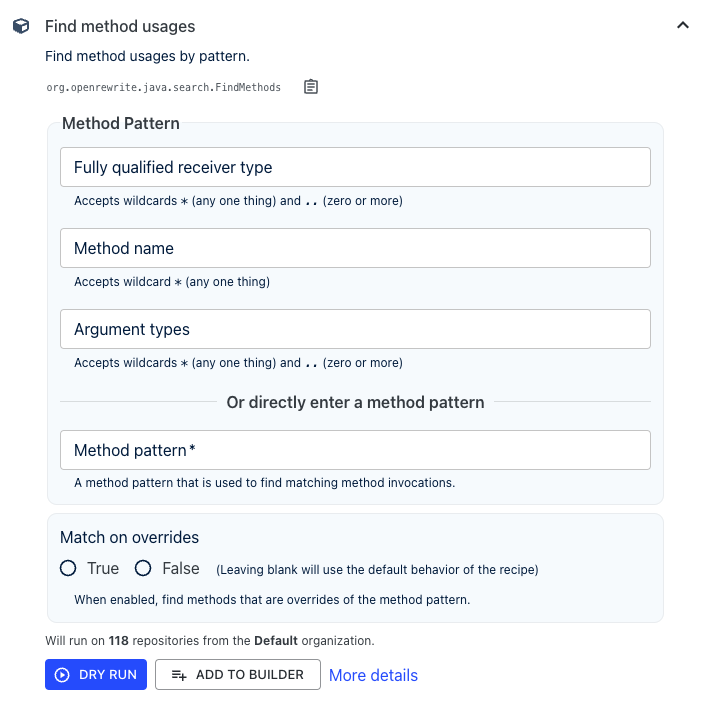 Find method usages
Find method usages by pattern.
org.openrewrite.java.search.FindMethods
Method Pattern
Fully qualified receiver type
Accepts wildcards * (any one thing) and .. (zero or more)
Method name
Accepts wildcard * (any one thing)
Argument types
Accepts wildcards * (any one thing) and .. (zero or more)
Or directly enter a method pattern
Method pattern *
A method pattern that is used to find matching method invocations.
Match on overrides
True False (Leaving blank will use the default behavior of the recipe)
When enabled, find methods that are overrides of the method pattern.
Will run on 118 repositories from the Default organization.
DRY RUN ADD TO BUILDER More details